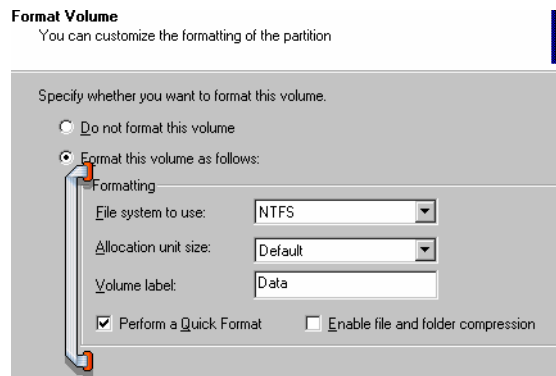 Format Volume
You can customize the formatting of the partition
Specify whether you want to format this volume.
Do not format this volume
Format this volume as follows:
Formatting
File system to use: NTFS
Allocation unit size: Default
Volume label: Data
Perform a Quick Format Enable file and folder compression